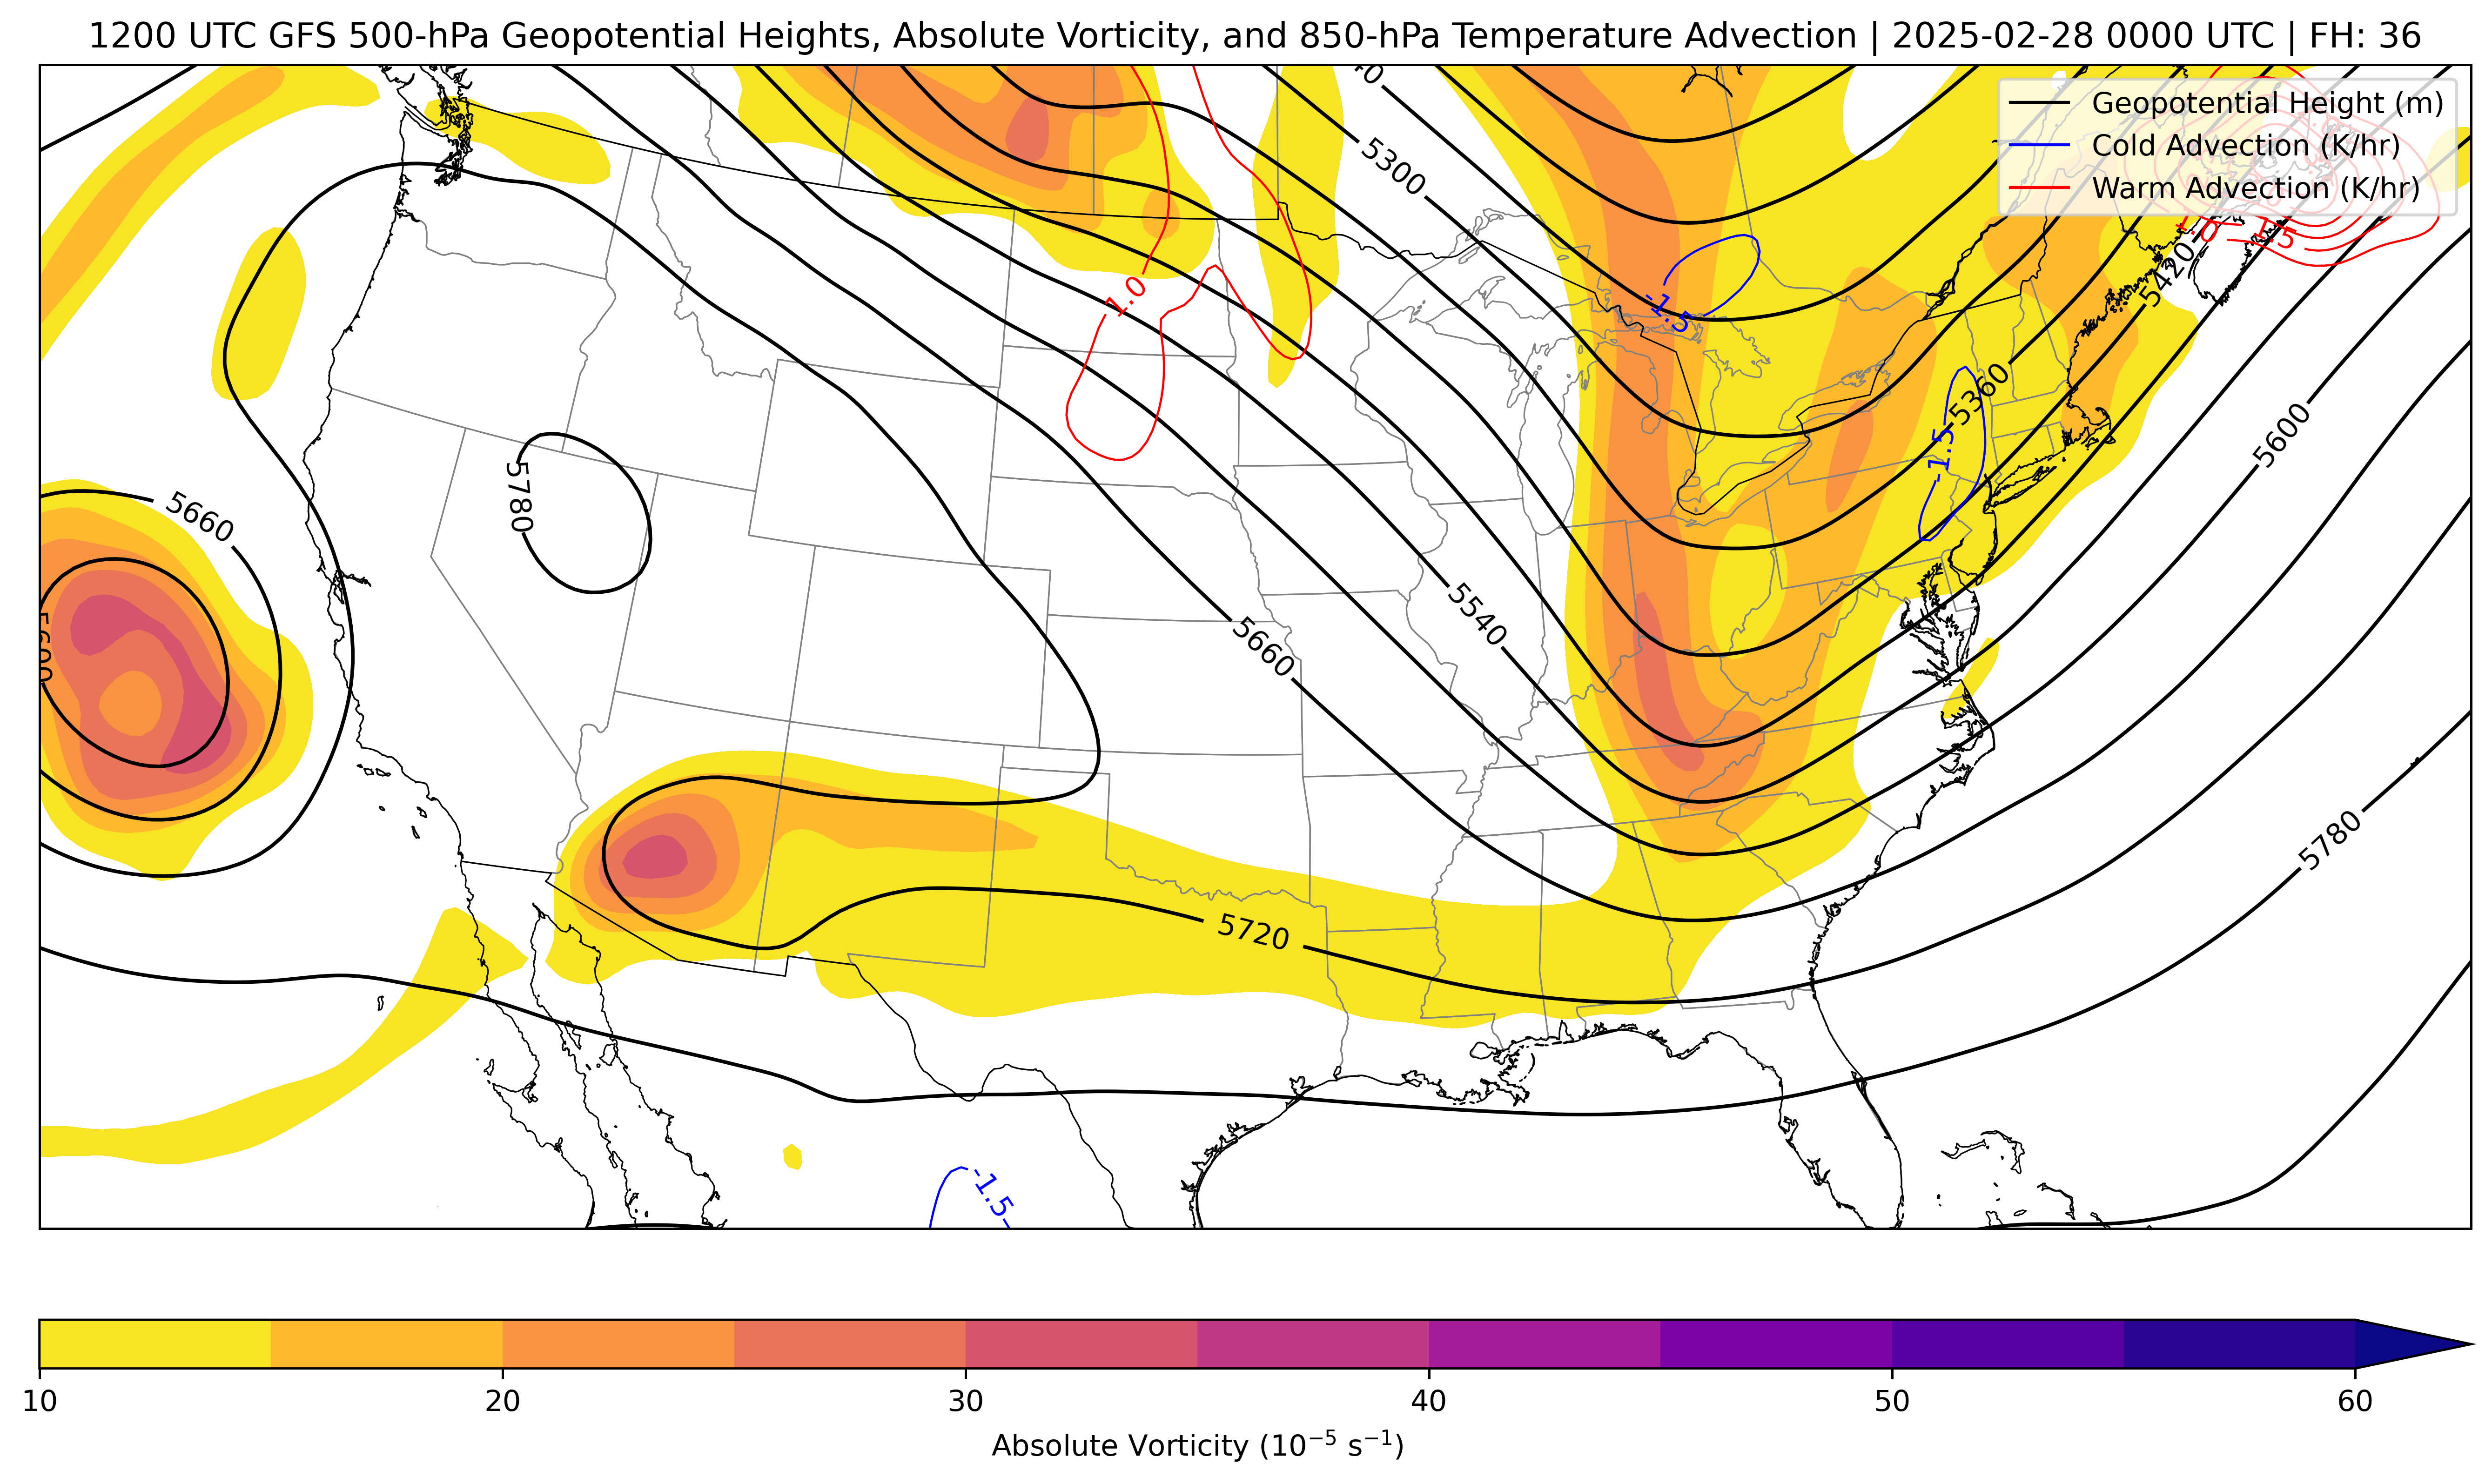 1200 UTC GFS 500-hPa Geopotential Heights, Absolute Vorticity, and 850-hPa Temperature Advection | 2025-02-28 0000 UTC | FH: 36
Geopotential Height (m)
Cold Advection (K/hr)
Warm Advection (K/hr)
5300
5420
1.5
1.0
-1.5
5360
-1.5
5600
5660
5780
5600
5540
5660
5780
5720
-1.5
10 20 30 40 50 60
Absolute Vorticity (10⁻⁵ s⁻¹)